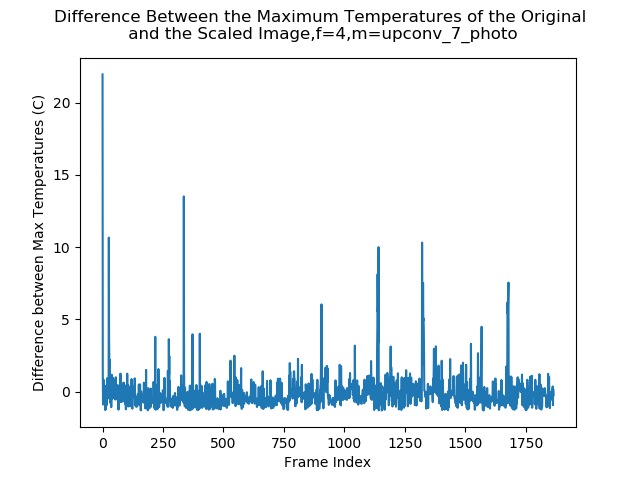 Difference Between the Maximum Temperatures of the Original
and the Scaled Image,f=4,m=upconv_7_photo
Difference between Max Temperatures (C)
20
15
10
5
0
0 250 500 750 1000 1250 1500 1750
Frame Index